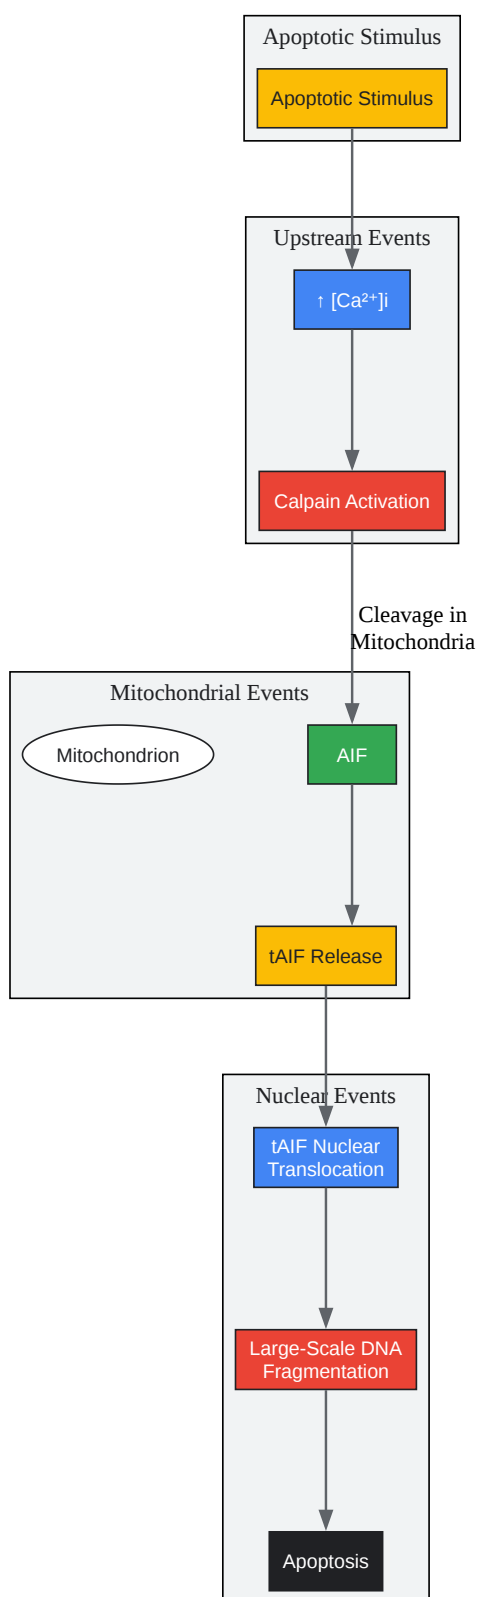 Apoptotic Stimulus
Apoptotic Stimulus
Upstream Events
↑ [Ca²⁺]i
Calpain Activation
Cleavage in
Mitochondria
Mitochondrial Events
Mitochondrion
AIF
tAIF Release
Nuclear Events
tAIF Nuclear
Translocation
Large-Scale DNA
Fragmentation
Apoptosis